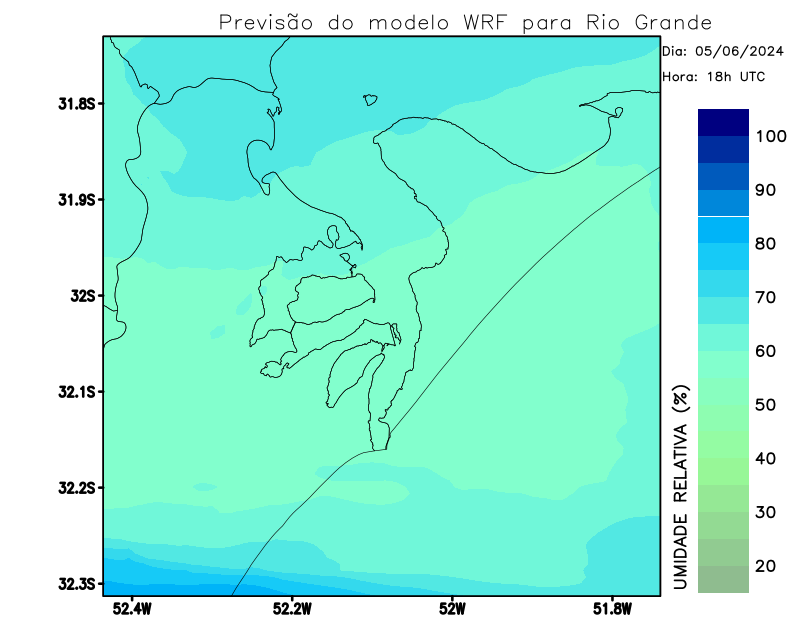 Previsão do modelo WRF para Rio Grande
Dia: 05/06/2024
Hora: 18h UTC
31.8S
31.9S
32S
32.1S
32.2S
32.3S
52.4W
52.2W
52W
51.8W
100
90
80
70
60
50
40
30
20
UMIDADE RELATIVA (%)